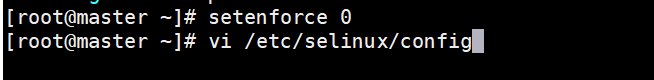 [root@master ~]# setenforce 0
[root@master ~]# vi /etc/selinux/config